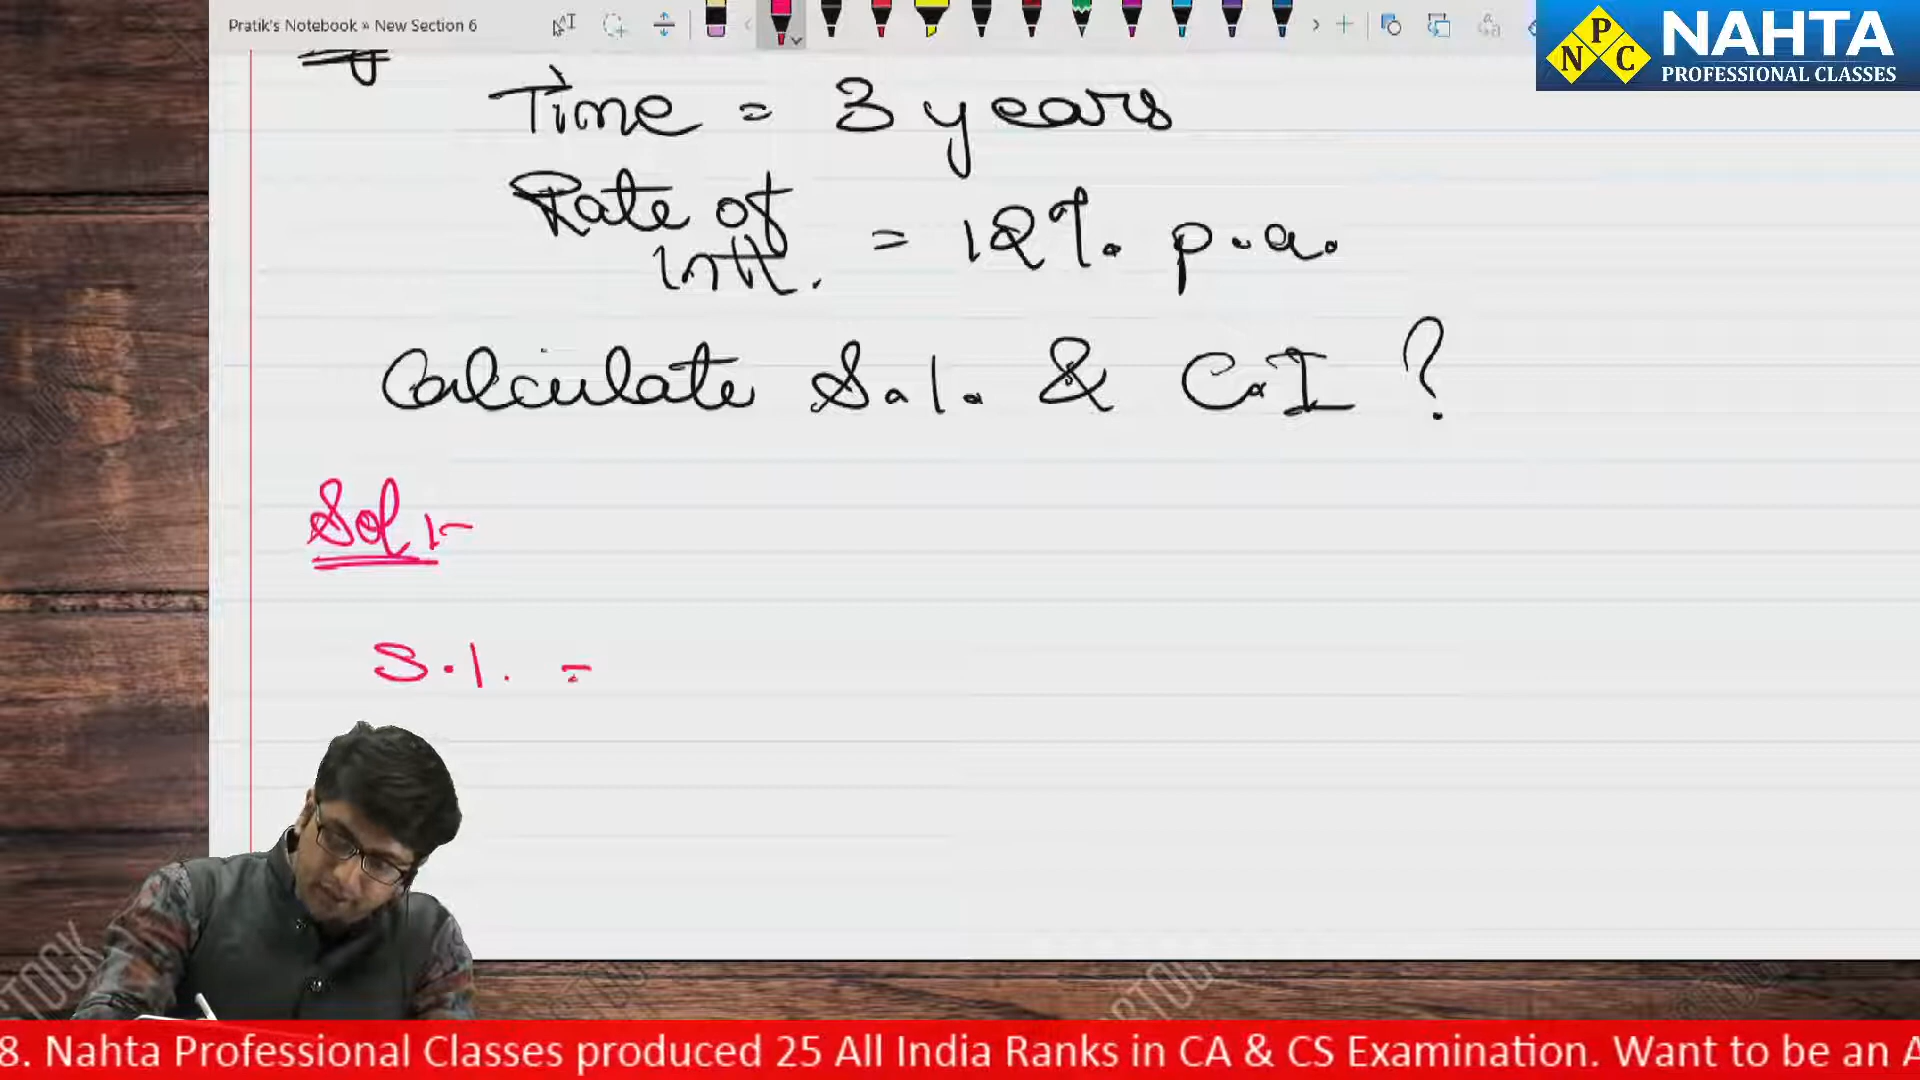 Pratik's Notebook » New Section 6
N P C
NAHTA
PROFESSIONAL CLASSES
Time = 3 years
Rate of
Intt. = 12% p.a.
Calculate S.I. & C.I ?
Sol:-
S.I. =
8. Nahta Professional Classes produced 25 All India Ranks in CA & CS Examination. Want to be an A